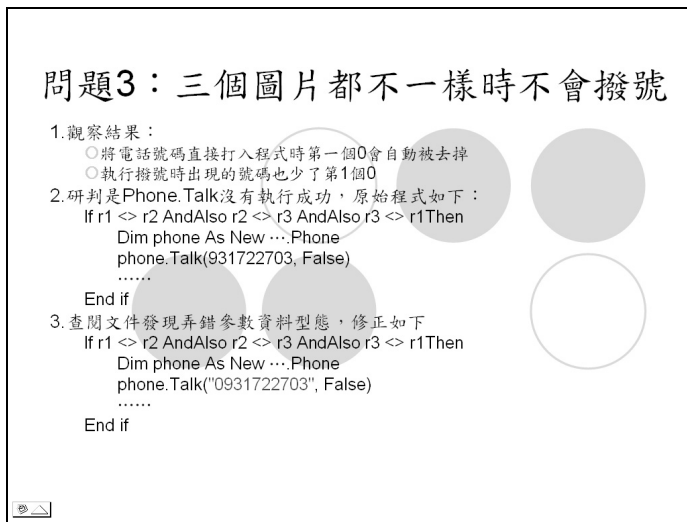 問題3：三個圖片都不一樣時不會撥號
1.觀察結果：
○將電話號碼直接打入程式時第一個0會自動被去掉
○執行撥號時出現的號碼也少了第1個0
2.研判是Phone.Talk沒有執行成功，原始程式如下：
If r1 <> r2 AndAlso r2 <> r3 AndAlso r3 <> r1Then
Dim phone As New ….Phone
phone.Talk(931722703, False)
……
End if
3.查閱文件發現弄錯參數資料型態，修正如下
If r1 <> r2 AndAlso r2 <> r3 AndAlso r3 <> r1Then
Dim phone As New ….Phone
phone.Talk("0931722703", False)
……
End if